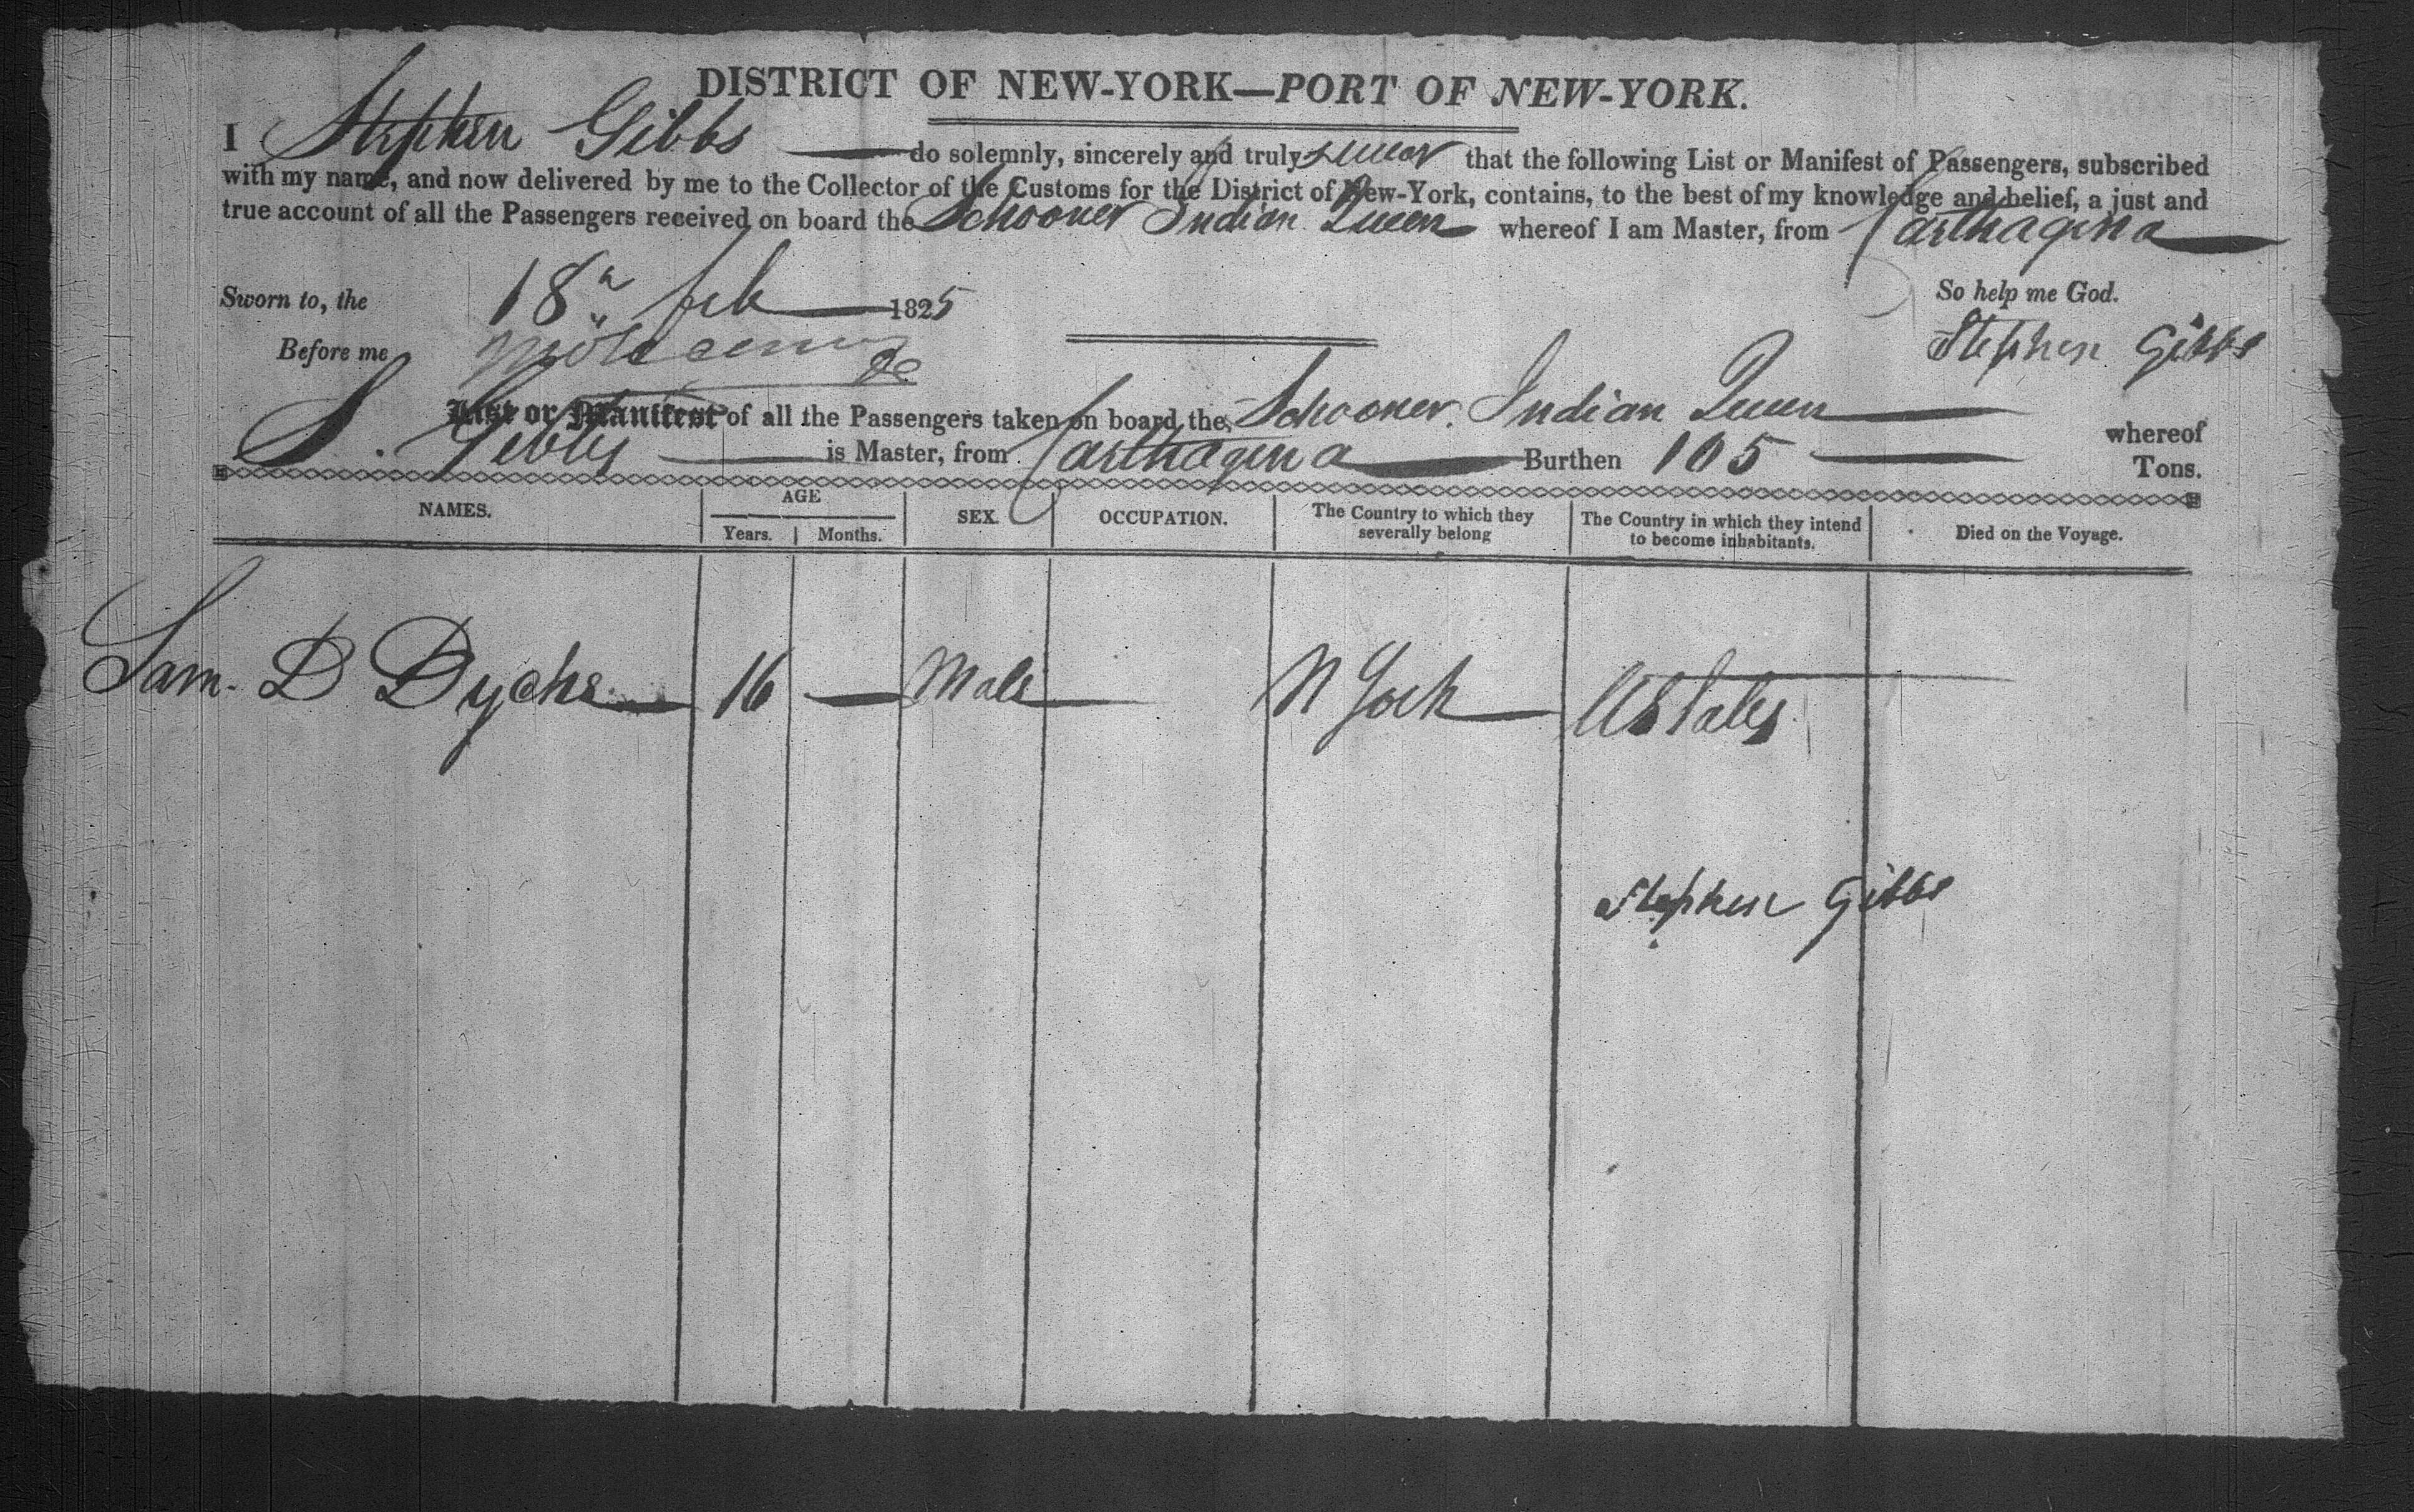 DISTRICT OF NEW-YORK—PORT OF NEW-YORK.
I Stephen Gibbs do solemnly, sincerely and truly swear that the following List or Manifest of Passengers, subscribed
with my name, and now delivered by me to the Collector of the Customs for the District of New-York, contains, to the best of my knowledge and belief, a just and
true account of all the Passengers received on board the Schooner Indian Queen whereof I am Master, from Carthagena
So help me God.
Sworn to, the 18th feb 1825
Stephen Gibbs
Before me
List or Manifest of all the Passengers taken on board the Schooner Indian Queen whereof
S. Gibbs is Master, from Carthagena Burthen 105 Tons.
NAMES. AGE SEX. OCCUPATION. The Country to which they severally belong The Country in which they intend to become inhabitants. Died on the Voyage.
Years. Months.
Sam. D 16 — Male N York UStates
Stephen Gibbs